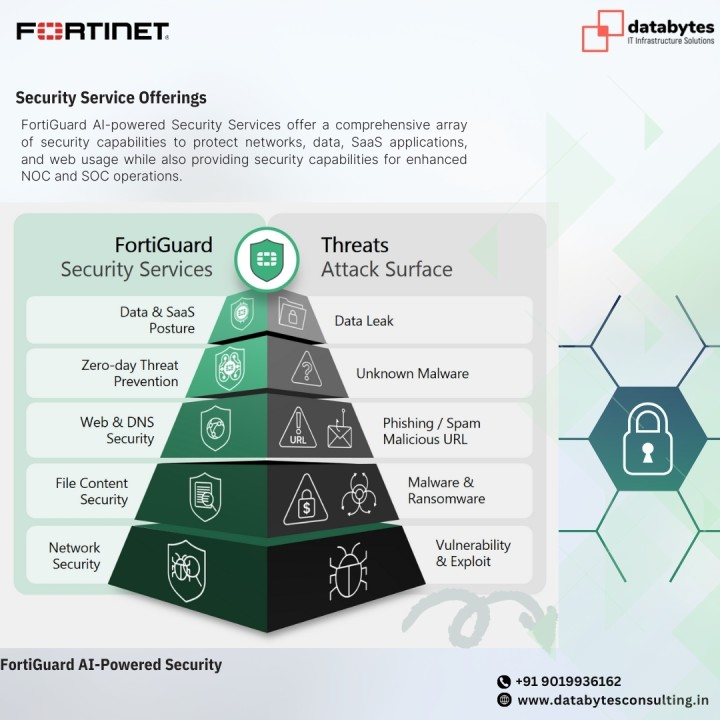 FORTINET
databytes
IT Infrastructure Solutions
Security Service Offerings
FortiGuard AI-powered Security Services offer a comprehensive array
of security capabilities to protect networks, data, SaaS applications,
and web usage while also providing security capabilities for enhanced
NOC and SOC operations.
FortiGuard
Security Services
Threats
Attack Surface
Data & SaaS
Posture
Data Leak
Zero-day Threat
Prevention
?
Unknown Malware
Web & DNS
Security
!
URL
Phishing / Spam
Malicious URL
File Content
Security
$
Malware &
Ransomware
Network
Security
Vulnerability
& Exploit
FortiGuard AI-Powered Security
+91 9019936162
www.databytesconsulting.in